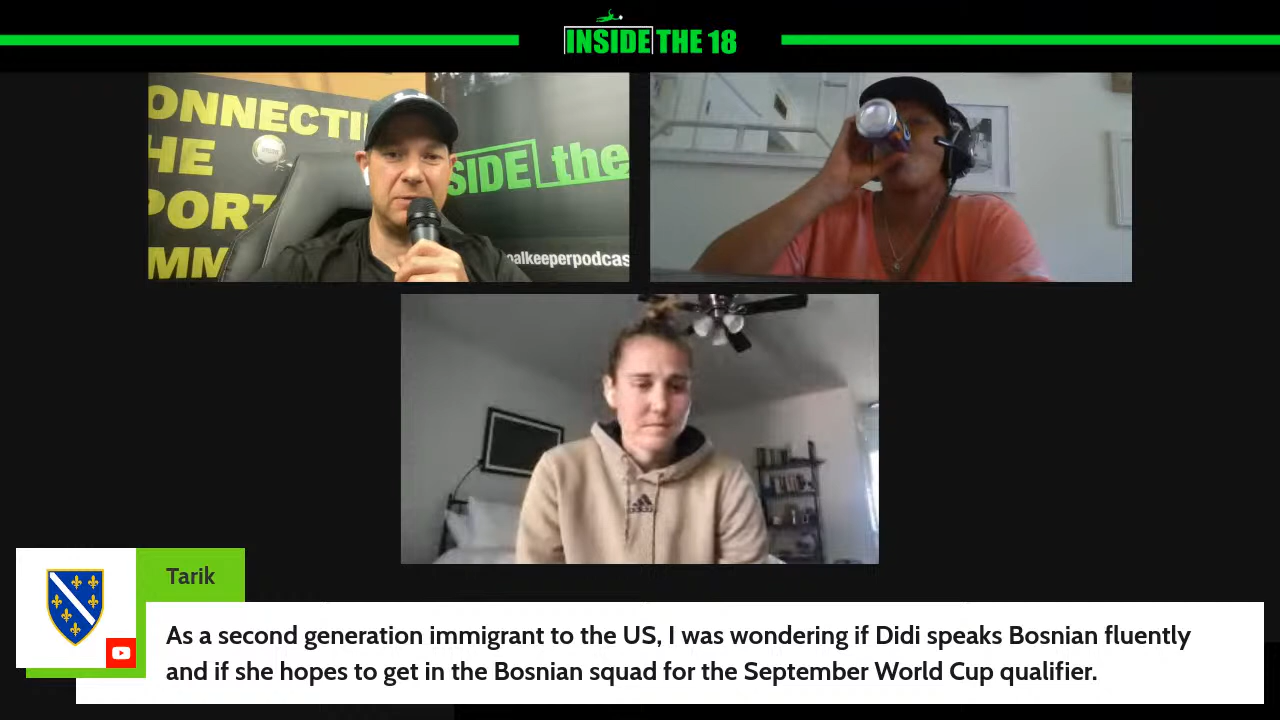 INSIDE THE 18
ONNECTI
HE
PORT
MM
SIDE the
oalkeeperpodcas
Tarik
As a second generation immigrant to the US, I was wondering if Didi speaks Bosnian fluently
and if she hopes to get in the Bosnian squad for the September World Cup qualifier.